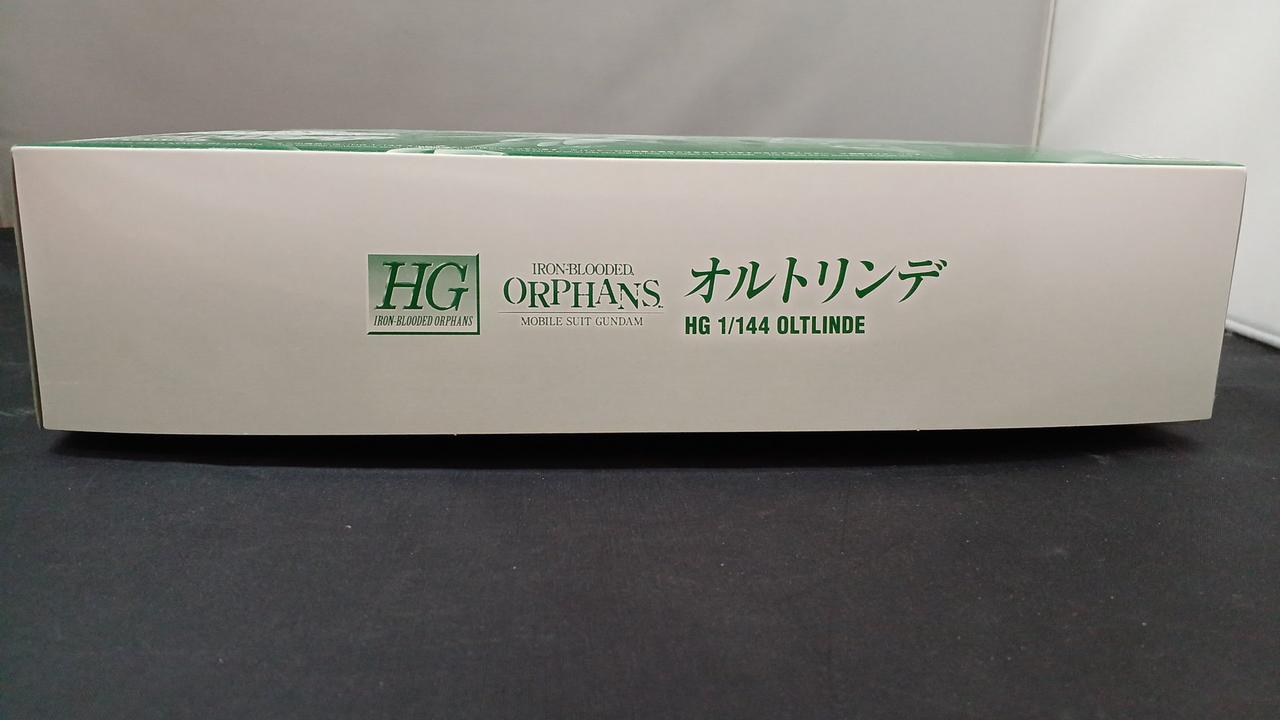 HG
IRON-BLOODED ORPHANS
IRON-BLOODED
ORPHANS™
MOBILE SUIT GUNDAM
オルトリンデ
HG 1/144 OLTLINDE